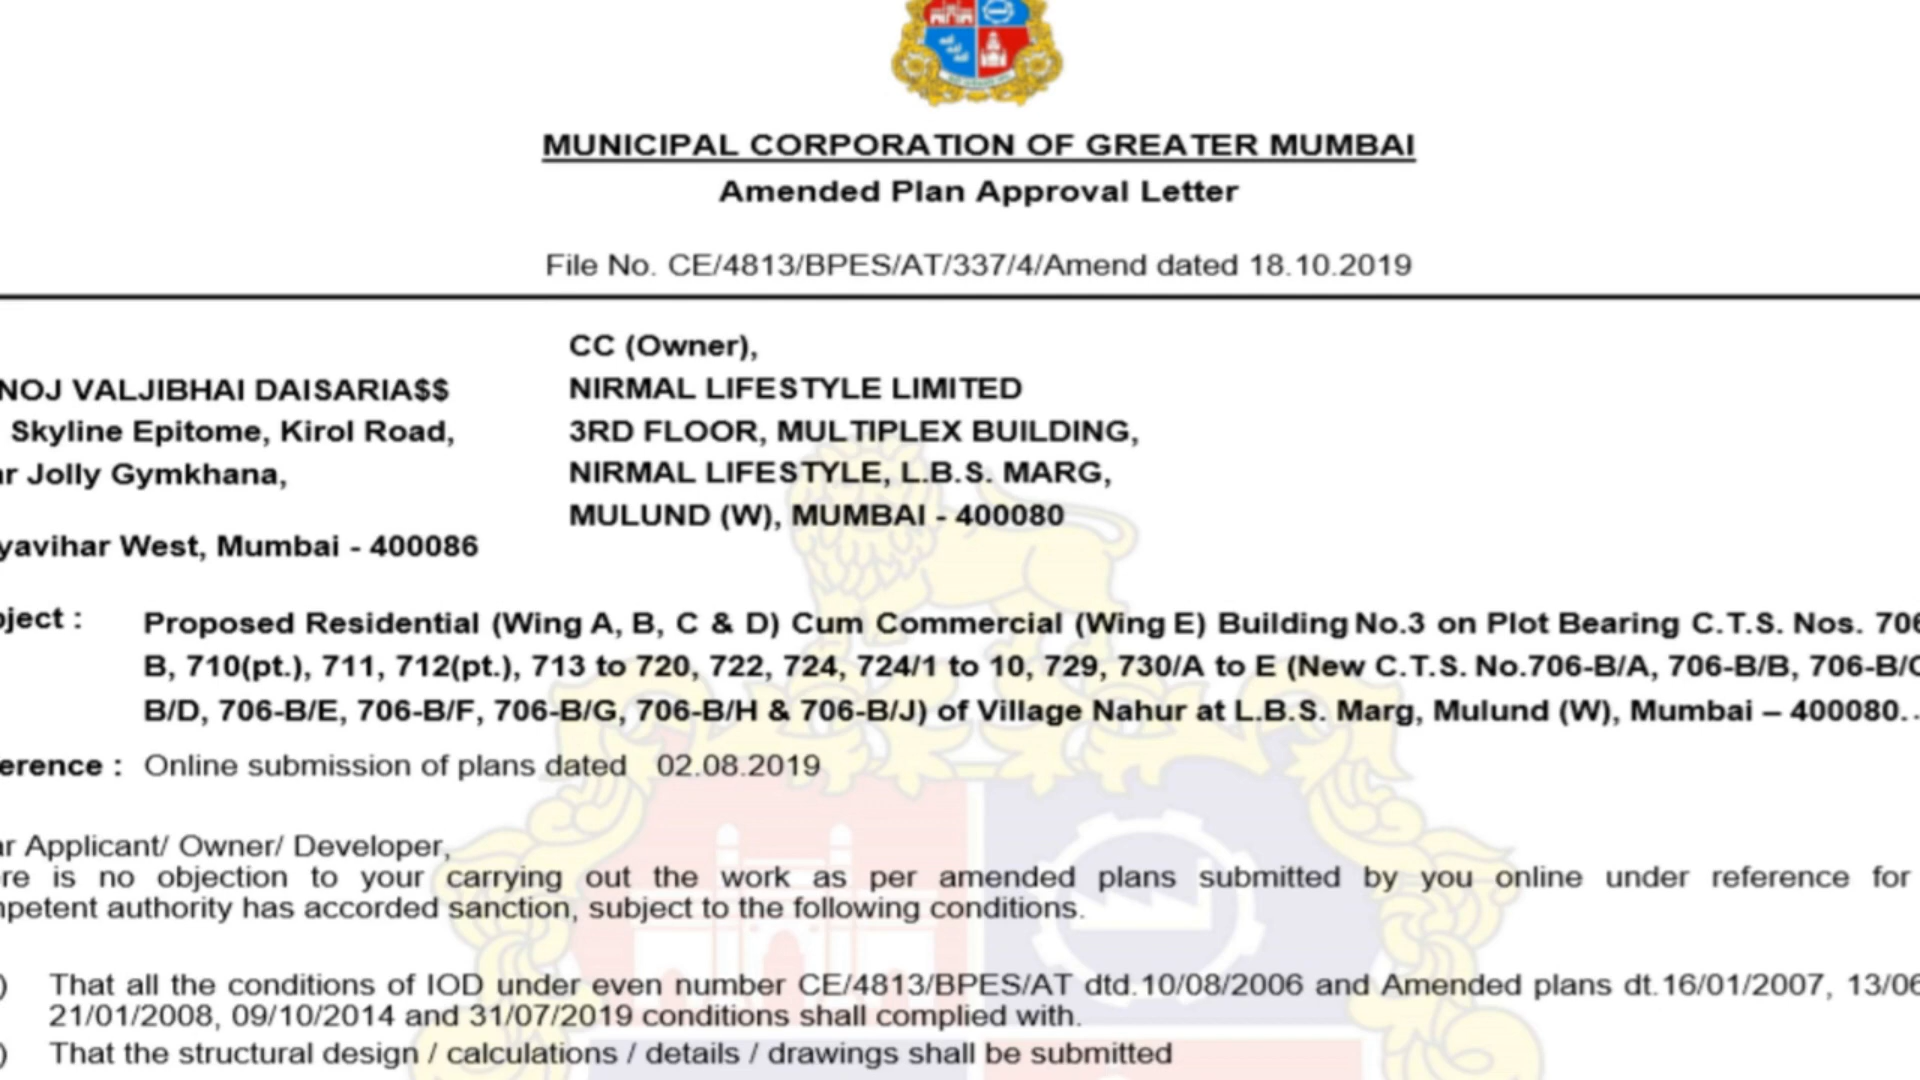 MUNICIPAL CORPORATION OF GREATER MUMBAI
Amended Plan Approval Letter
File No. CE/4813/BPES/AT/337/4/Amend dated 18.10.2019
CC (Owner),
NOJ VALJIBHAI DAISARIA$$
NIRMAL LIFESTYLE LIMITED
Skyline Epitome, Kirol Road,
3RD FLOOR, MULTIPLEX BUILDING,
r Jolly Gymkhana,
NIRMAL LIFESTYLE, L.B.S. MARG,
MULUND (W), MUMBAI - 400080
yavihar West, Mumbai - 400086
ject : Proposed Residential (Wing A, B, C & D) Cum Commercial (Wing E) Building No.3 on Plot Bearing C.T.S. Nos. 706
B, 710(pt.), 711, 712(pt.), 713 to 720, 722, 724, 724/1 to 10, 729, 730/A to E (New C.T.S. No.706-B/A, 706-B/B, 706-B/C
B/D, 706-B/E, 706-B/F, 706-B/G, 706-B/H & 706-B/J) of Village Nahur at L.B.S. Marg, Mulund (W), Mumbai – 400080..
erence : Online submission of plans dated 02.08.2019
r Applicant/ Owner/ Developer,
re is no objection to your carrying out the work as per amended plans submitted by you online under reference for
petent authority has accorded sanction, subject to the following conditions.
) That all the conditions of IOD under even number CE/4813/BPES/AT dtd.10/08/2006 and Amended plans dt.16/01/2007, 13/06
21/01/2008, 09/10/2014 and 31/07/2019 conditions shall complied with.
) That the structural design / calculations / details / drawings shall be submitted